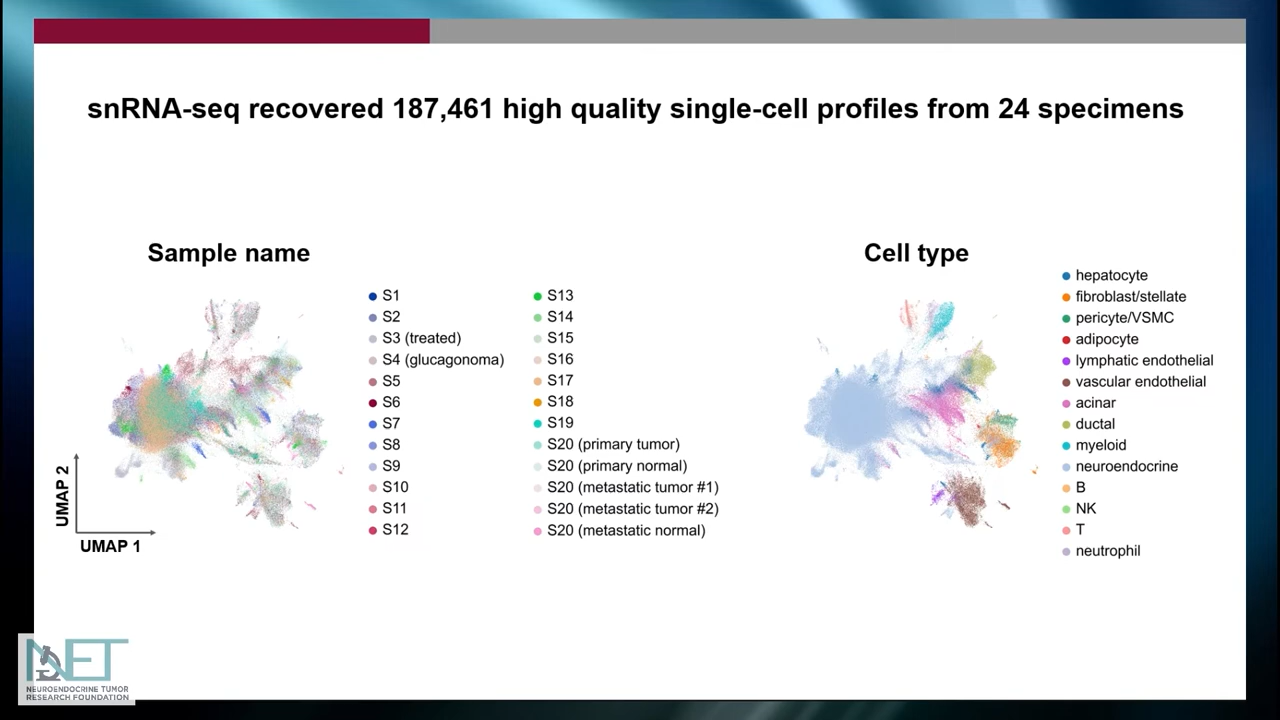 snRNA-seq recovered 187,461 high quality single-cell profiles from 24 specimens
Sample name
UMAP 2
UMAP 1
S1
S2
S3 (treated)
S4 (glucagonoma)
S5
S6
S7
S8
S9
S10
S11
S12
S13
S14
S15
S16
S17
S18
S19
S20 (primary tumor)
S20 (primary normal)
S20 (metastatic tumor #1)
S20 (metastatic tumor #2)
S20 (metastatic normal)
Cell type
hepatocyte
fibroblast/stellate
pericyte/VSMC
adipocyte
lymphatic endothelial
vascular endothelial
acinar
ductal
myeloid
neuroendocrine
B
NK
T
neutrophil
NET
NEUROENDOCRINE TUMOR
RESEARCH FOUNDATION